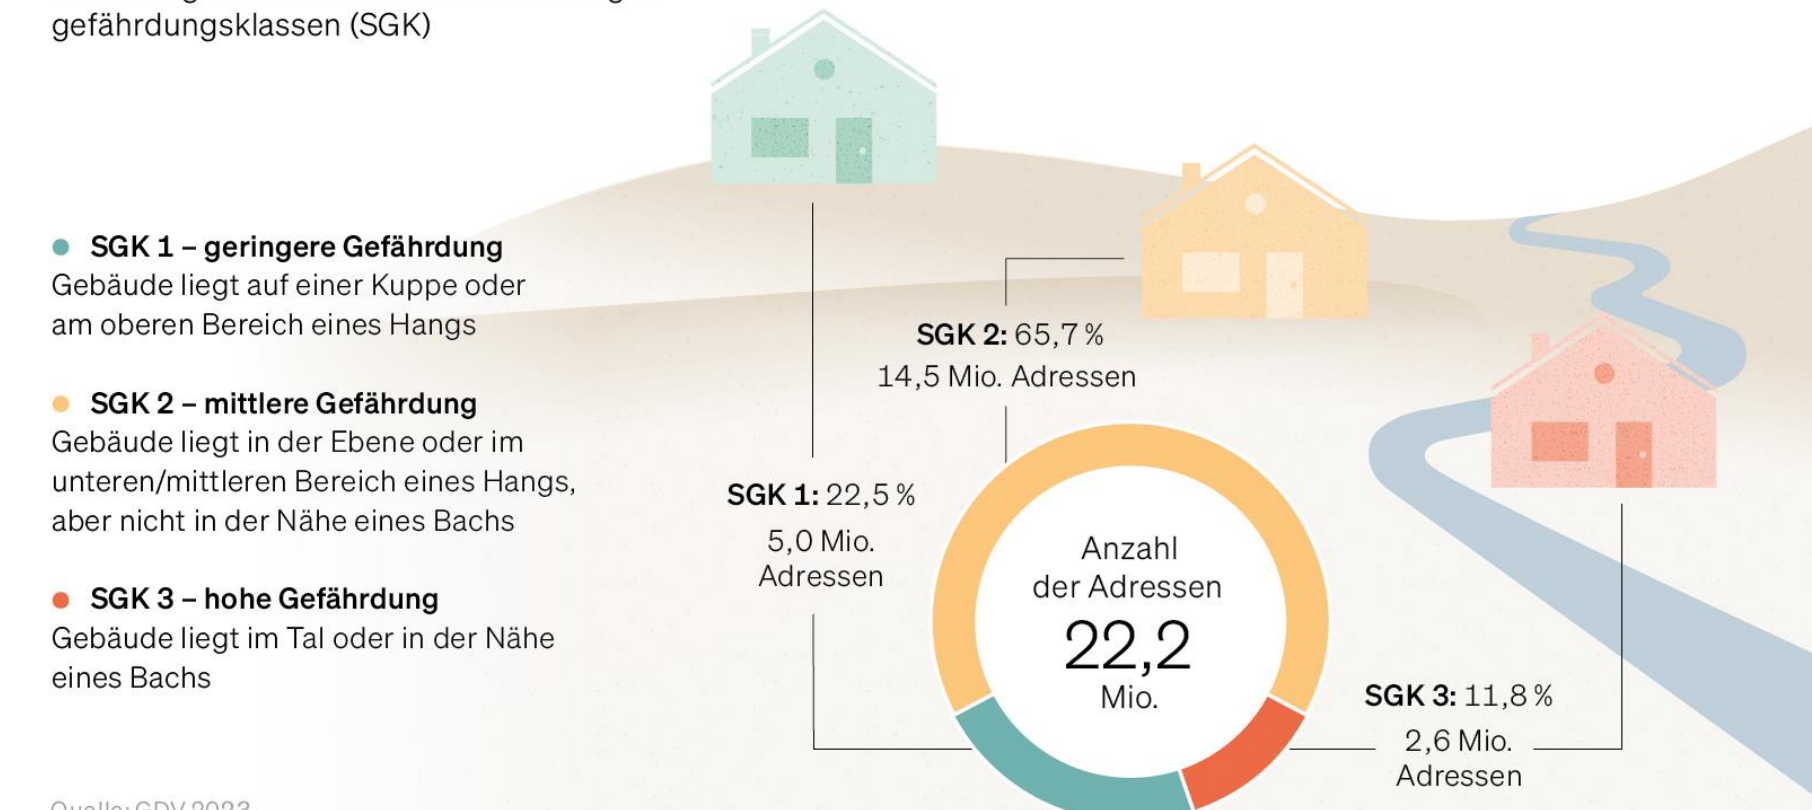 gefährdungsklassen (SGK)
SGK 1 – geringere Gefährdung
Gebäude liegt auf einer Kuppe oder
am oberen Bereich eines Hangs
SGK 2 – mittlere Gefährdung
Gebäude liegt in der Ebene oder im
unteren/mittleren Bereich eines Hangs,
aber nicht in der Nähe eines Bachs
SGK 3 – hohe Gefährdung
Gebäude liegt im Tal oder in der Nähe
eines Bachs
SGK 2: 65,7 %
14,5 Mio. Adressen
SGK 1: 22,5 %
5,0 Mio.
Adressen
Anzahl
der Adressen
22,2
Mio.
SGK 3: 11,8 %
2,6 Mio.
Adressen
Quelle: GDV 2023